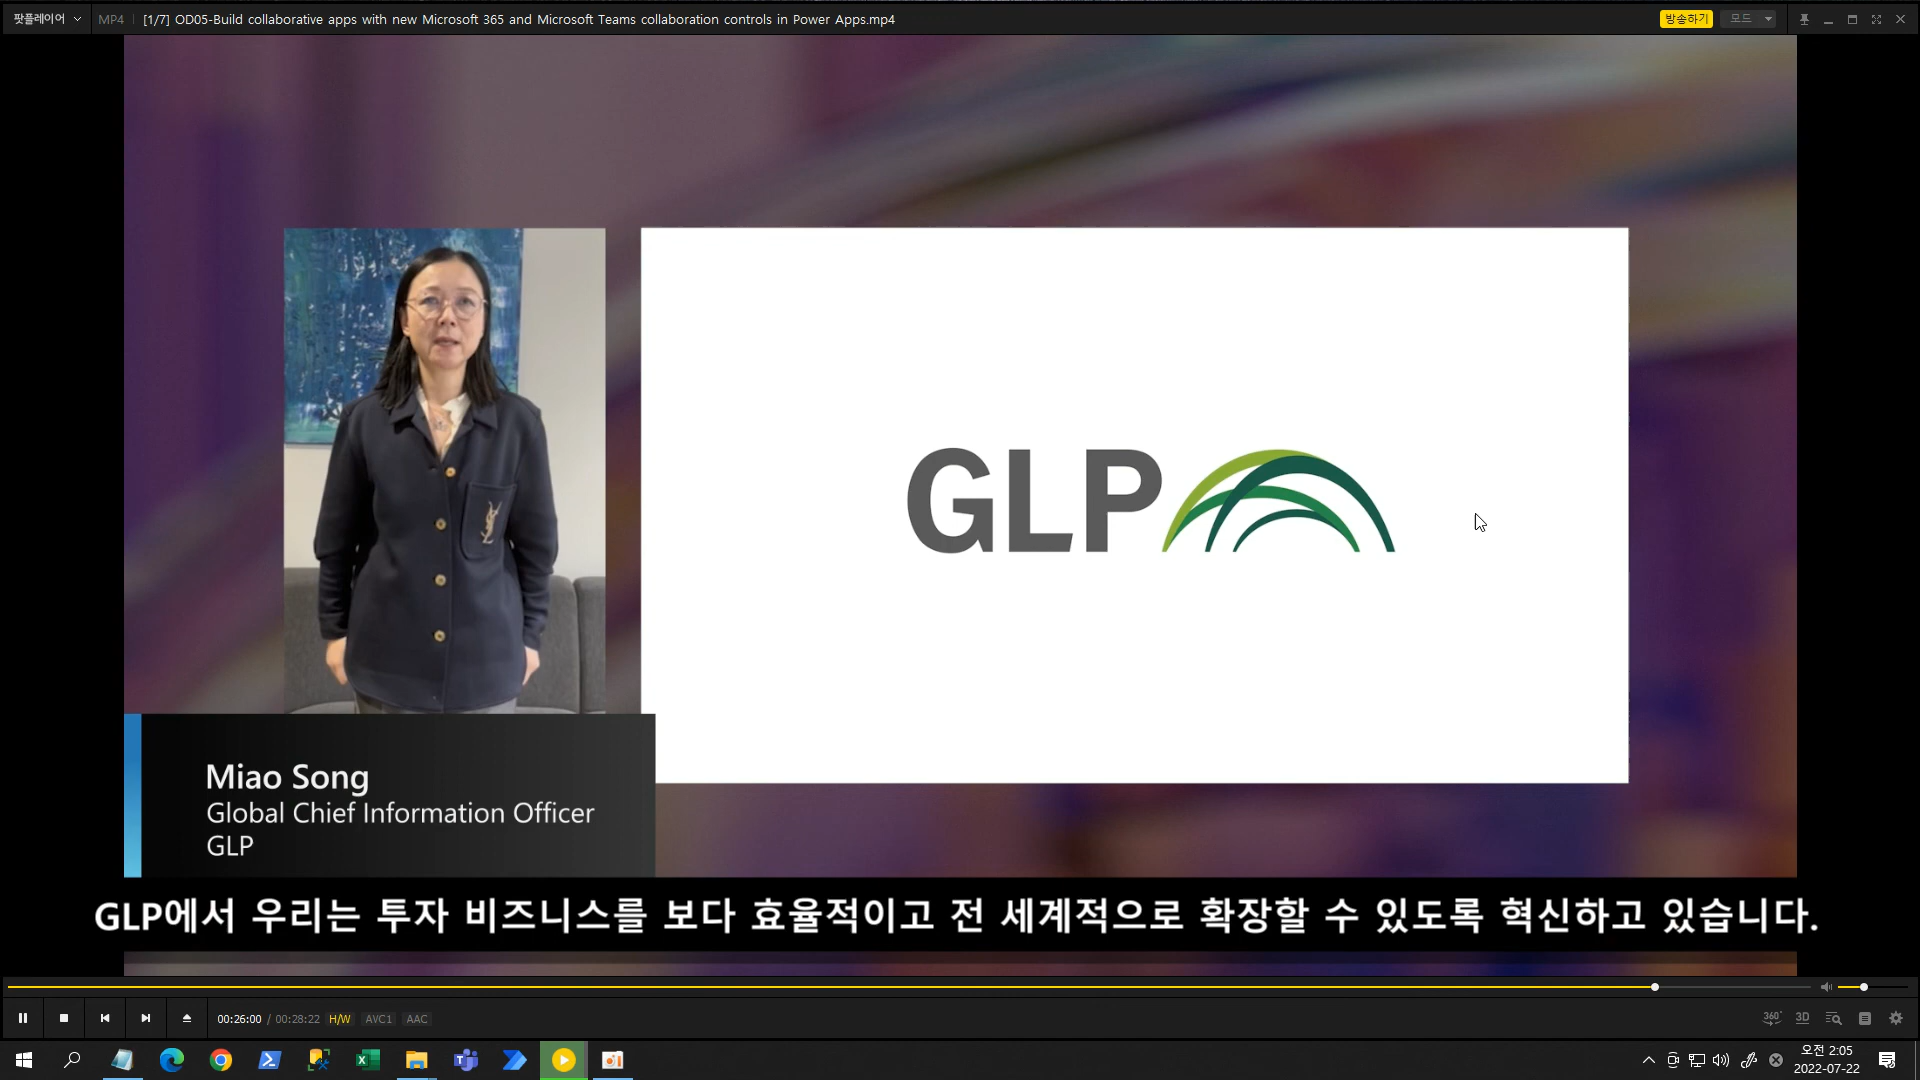 팟플레이어
MP4
[1/7] OD05-Build collaborative apps with new Microsoft 365 and Microsoft Teams collaboration controls in Power Apps.mp4
방송하기
모드
GLP
Miao Song
Global Chief Information Officer
GLP
GLP에서 우리는 투자 비즈니스를 보다 효율적이고 전 세계적으로 확장할 수 있도록 혁신하고 있습니다.
00:26:00 / 00:28:22 H/W AVC1 AAC
360°
3D
오전 2:05
2022-07-22